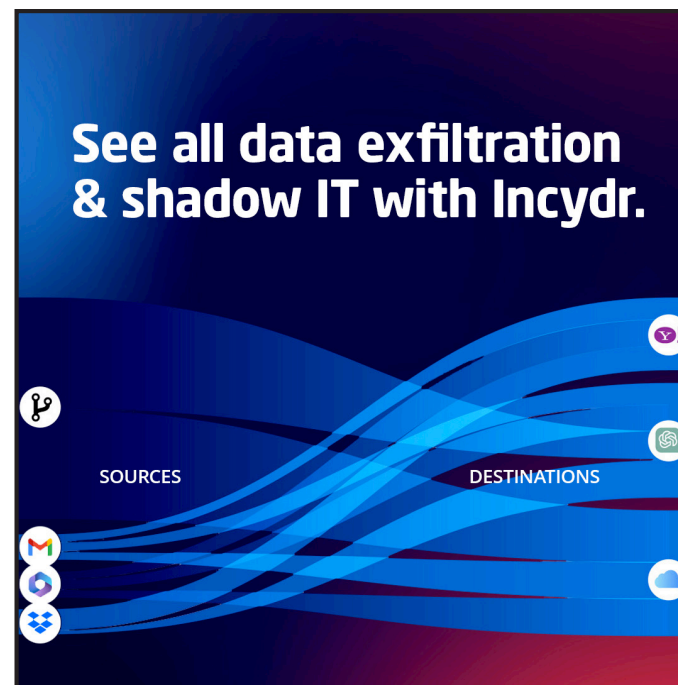 See all data exfiltration
& shadow IT with Incydr.
SOURCES
DESTINATIONS